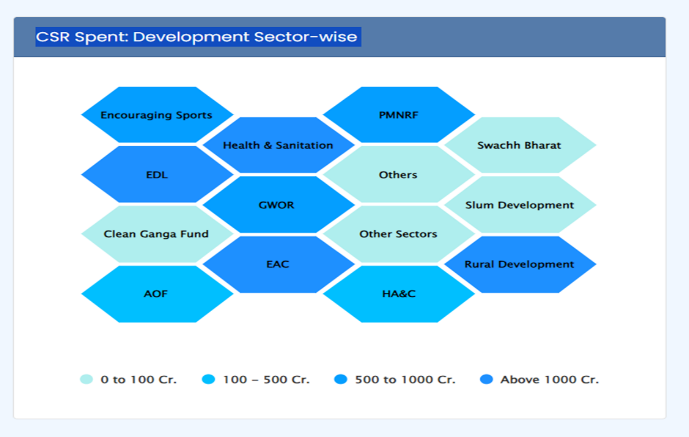 CSR Spent: Development Sector-wise
Encouraging Sports
PMNRF
Health & Sanitation
Swachh Bharat
EDL
Others
GWOR
Slum Development
Clean Ganga Fund
Other Sectors
EAC
Rural Development
AOF
HA&C
0 to 100 Cr.
100 - 500 Cr.
500 to 1000 Cr.
Above 1000 Cr.